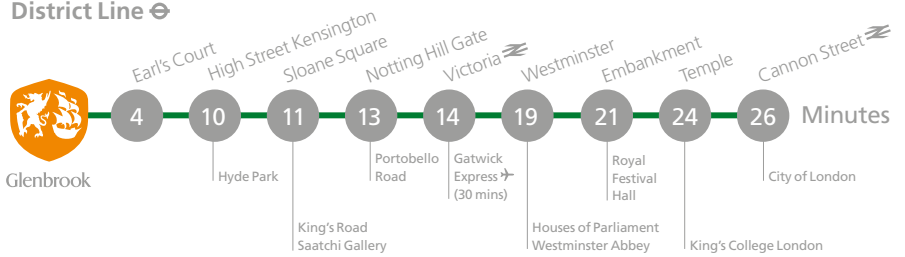 District Line
Earl's Court
High Street Kensington
Sloane Square
Notting Hill Gate
Victoria
Westminster
Embankment
Temple
Cannon Street
4
10
11
13
14
19
21
24
26
Minutes
Glenbrook
Hyde Park
King's Road
Saatchi Gallery
Portobello
Road
Gatwick
Express
(30 mins)
Houses of Parliament
Westminster Abbey
Royal
Festival
Hall
King's College London
City of London